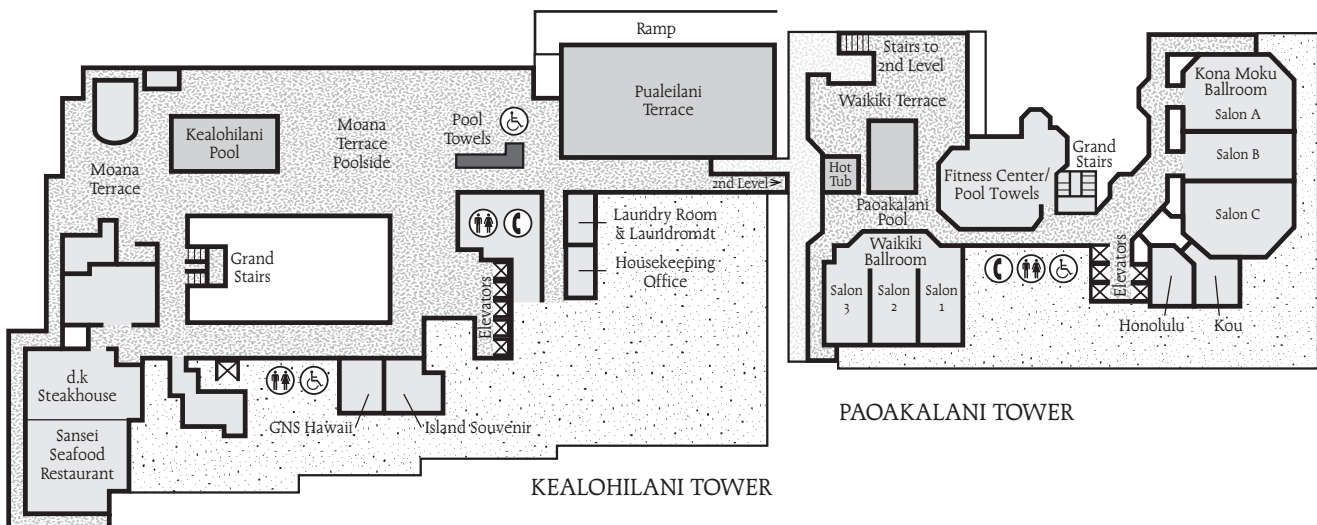 Ramp
Pualeilani
Terrace
Kealohilani
Pool
Moana
Terrace
Poolside
Pool
Towels
Moana
Terrace
2nd Level >
Laundry Room
& Laundromat
Housekeeping
Office
Grand
Stairs
Elevators
d.k
Steakhouse
Sansei
Seafood
Restaurant
GNS Hawaii
Island Souvenir
KEALOHILANI TOWER
Stairs to
2nd Level
Waikiki Terrace
Hot
Tub
Paoakalani
Pool
Fitness Center/
Pool Towels
Grand
Stairs
Kona Moku
Ballroom
Salon A
Salon B
Salon C
Waikiki
Ballroom
Salon
3
Salon
2
Salon
1
Elevators
Honolulu
Kou
PAOAKALANI TOWER